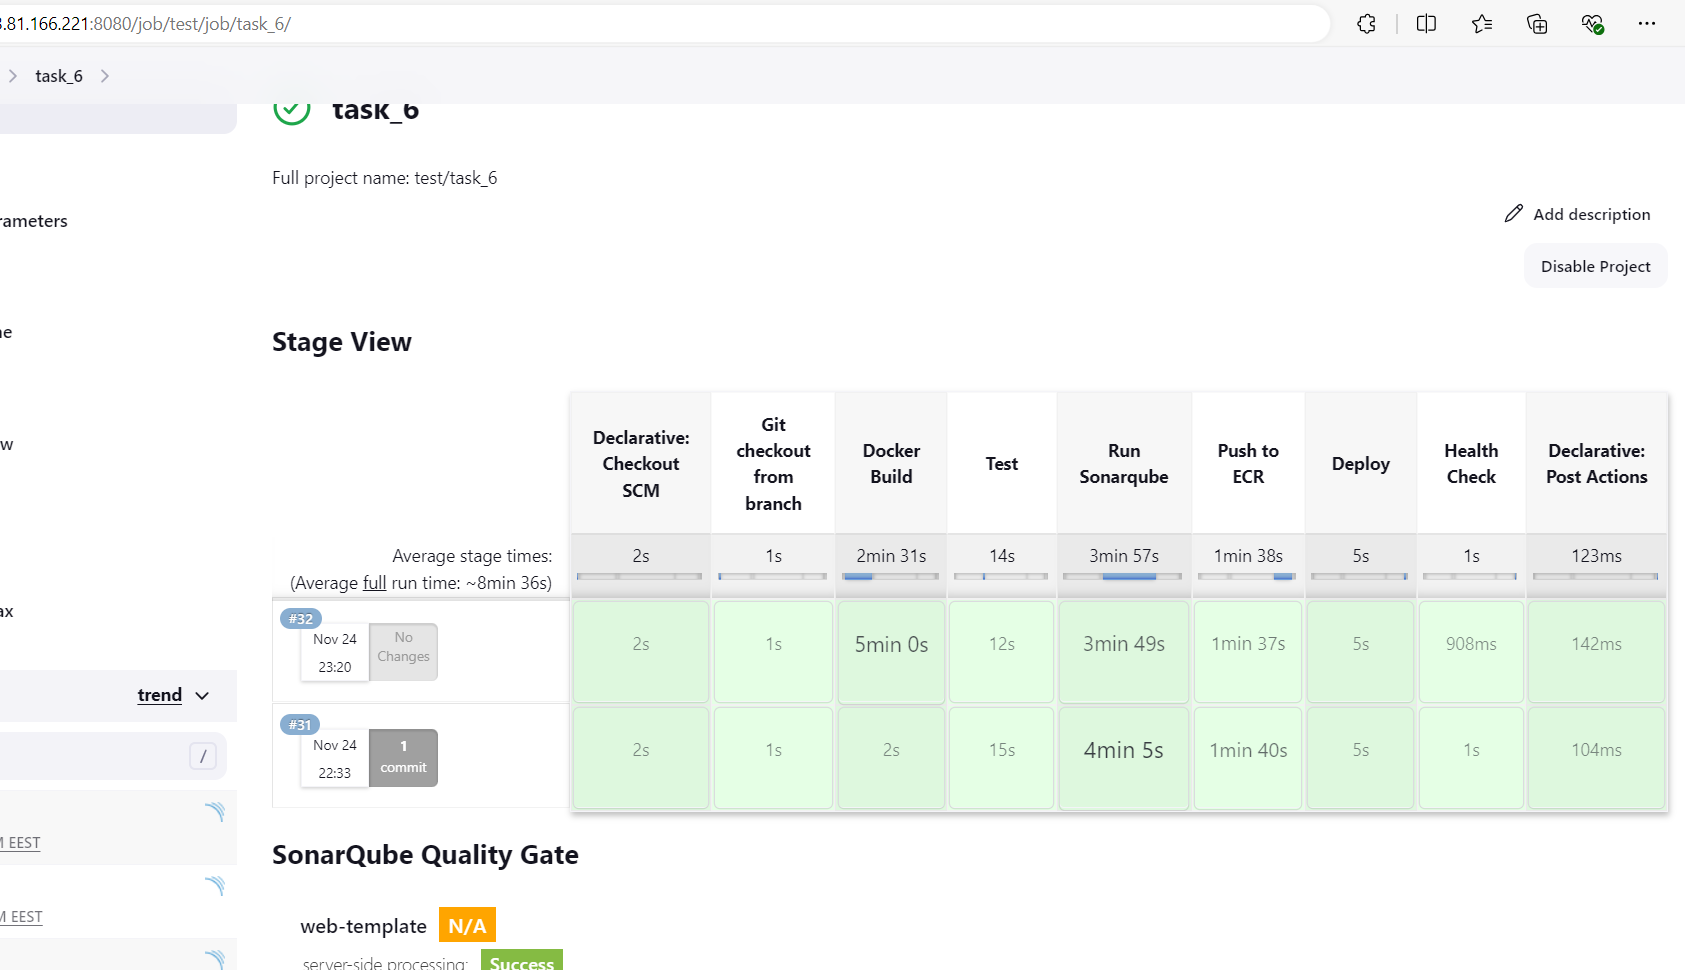 .81.166.221:8080/job/test/job/task_6/
task_6
task_6
Full project name: test/task_6
rameters
Add description
Disable Project
e
Stage View
w
Declarative: Checkout SCM
Git checkout from branch
Docker Build
Test
Run Sonarqube
Push to ECR
Deploy
Health Check
Declarative: Post Actions
Average stage times:
(Average full run time: ~8min 36s)
2s
1s
2min 31s
14s
3min 57s
1min 38s
5s
1s
123ms
ax
#32
Nov 24
23:20
No Changes
2s
1s
5min 0s
12s
3min 49s
1min 37s
5s
908ms
142ms
trend
#31
Nov 24
22:33
1 commit
2s
1s
2s
15s
4min 5s
1min 40s
5s
1s
104ms
/
M EEST
SonarQube Quality Gate
M EEST
web-template N/A
server-side processing: Success